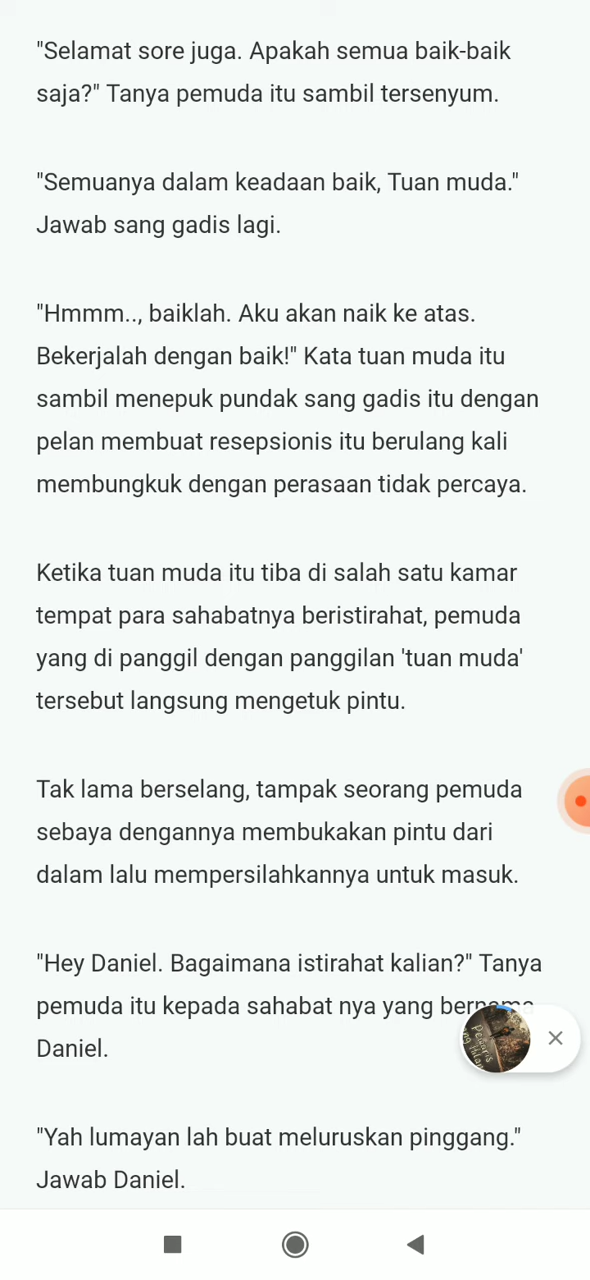 "Selamat sore juga. Apakah semua baik-baik
saja?" Tanya pemuda itu sambil tersenyum.
"Semuanya dalam keadaan baik, Tuan muda."
Jawab sang gadis lagi.
"Hmmm.., baiklah. Aku akan naik ke atas.
Bekerjalah dengan baik!" Kata tuan muda itu
sambil menepuk pundak sang gadis itu dengan
pelan membuat resepsionis itu berulang kali
membungkuk dengan perasaan tidak percaya.
Ketika tuan muda itu tiba di salah satu kamar
tempat para sahabatnya beristirahat, pemuda
yang di panggil dengan panggilan 'tuan muda'
tersebut langsung mengetuk pintu.
Tak lama berselang, tampak seorang pemuda
sebaya dengannya membukakan pintu dari
dalam lalu mempersilahkannya untuk masuk.
"Hey Daniel. Bagaimana istirahat kalian?" Tanya
pemuda itu kepada sahabat nya yang bernama
Daniel.
Pewaris
"Yah lumayan lah buat meluruskan pinggang."
Jawab Daniel.